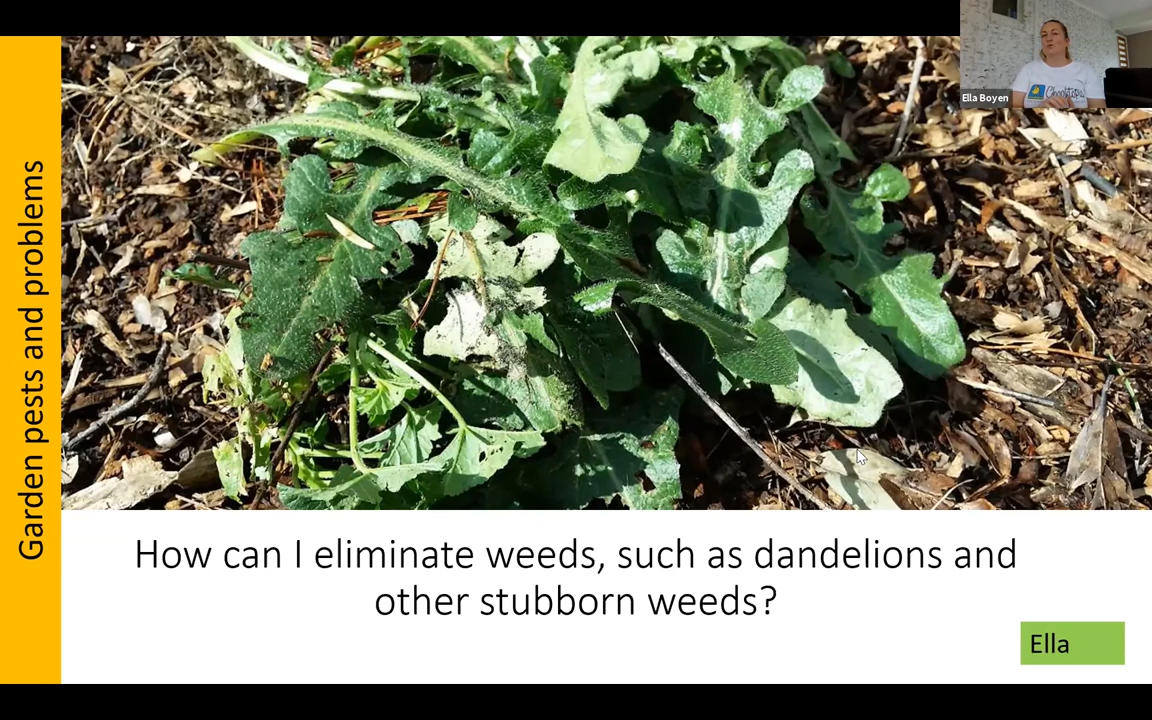 Garden pests and problems
Ella Boyen
How can I eliminate weeds, such as dandelions and
other stubborn weeds?
Ella